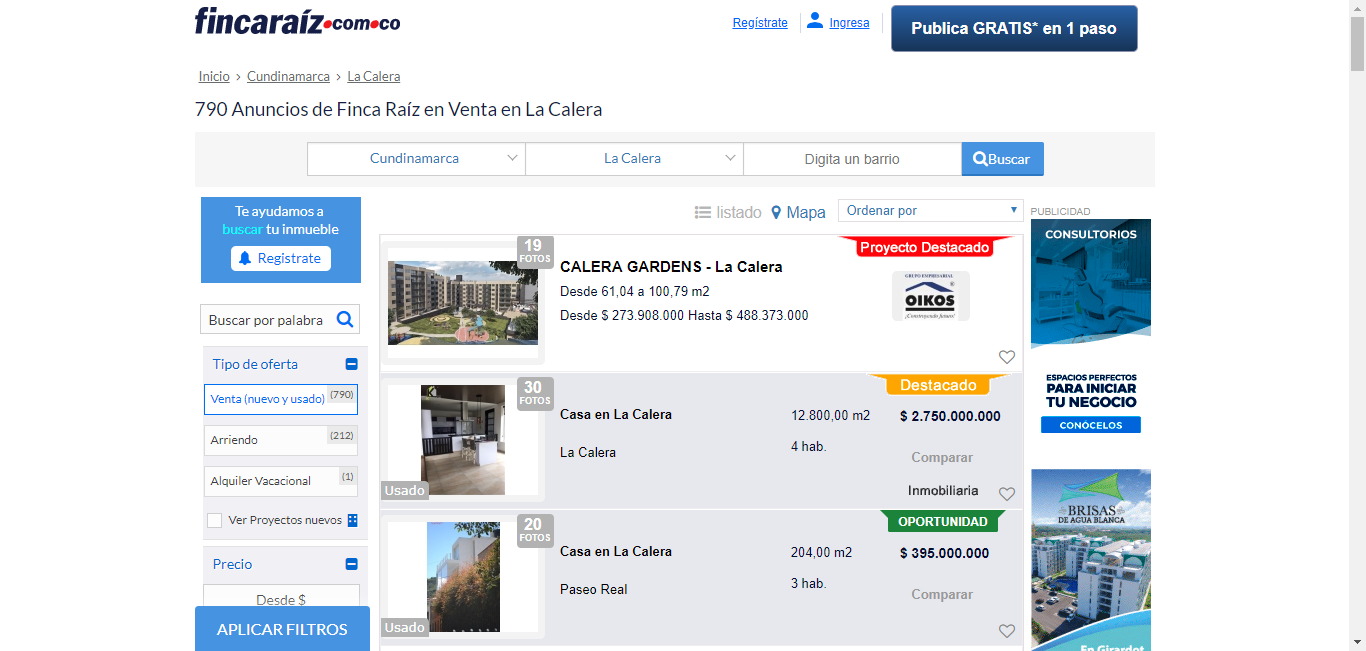 fincaraíz.com.co
Regístrate
Ingresa
Publica GRATIS* en 1 paso
Inicio › Cundinamarca › La Calera
790 Anuncios de Finca Raíz en Venta en La Calera
Cundinamarca
La Calera
Digita un barrio
Buscar
Te ayudamos a
buscar tu inmueble
Registrate
Buscar por palabra
Tipo de oferta
Venta (nuevo y usado) (790)
Arriendo (212)
Alquiler Vacacional (1)
Ver Proyectos nuevos
Precio
Desde $
APLICAR FILTROS
listado
Mapa
Ordenar por
19
FOTOS
CALERA GARDENS - La Calera
Desde 61,04 a 100,79 m2
Desde $ 273.908.000 Hasta $ 488.373.000
Proyecto Destacado
GRUPO EMPRESARIAL
OIKOS
¡Construyendo futuro!
30
FOTOS
Usado
Casa en La Calera
La Calera
12.800,00 m2
4 hab.
Destacado
$ 2.750.000.000
Comparar
Inmobiliaria
20
FOTOS
Usado
Casa en La Calera
Paseo Real
204,00 m2
3 hab.
OPORTUNIDAD
$ 395.000.000
Comparar
PUBLICIDAD
CONSULTORIOS
ESPACIOS PERFECTOS
PARA INICIAR
TU NEGOCIO
CONÓCELOS
BRISAS
DE AGUA BLANCA
En Girardot